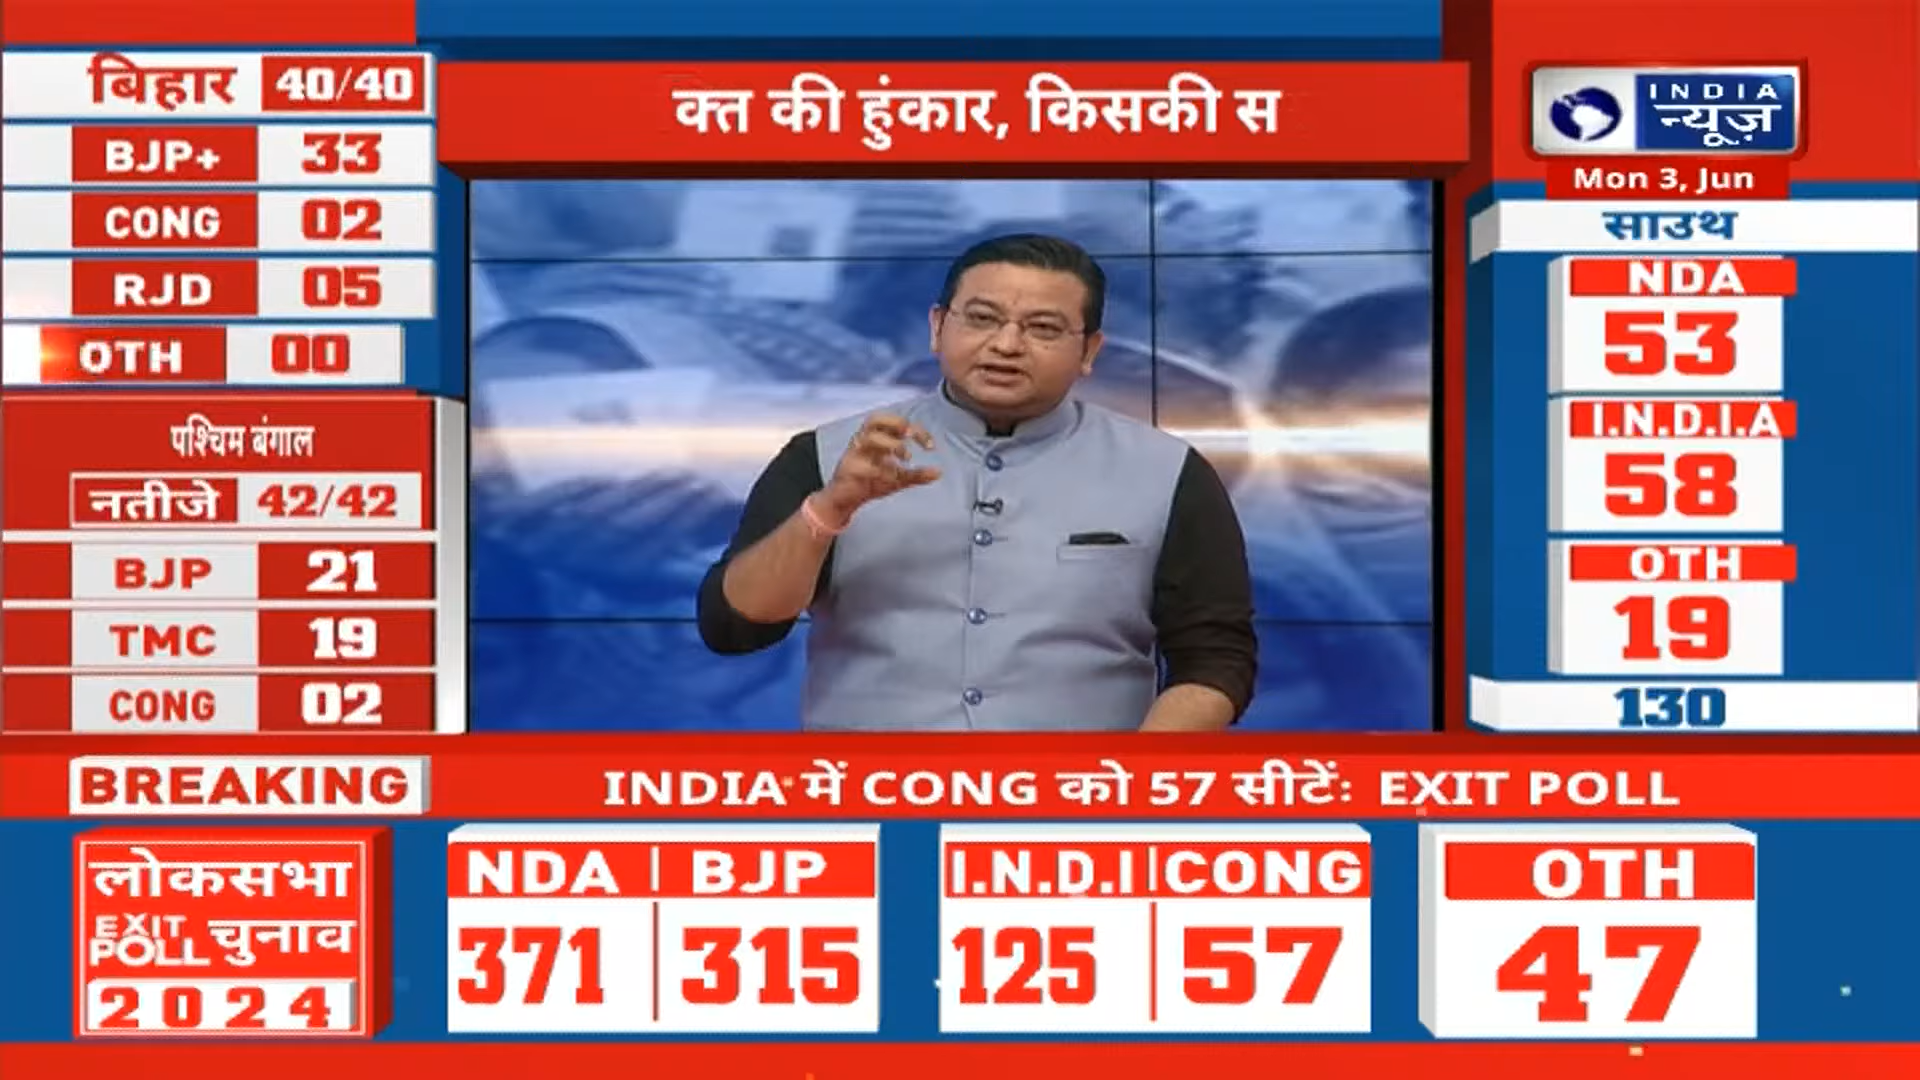 बिहार 40/40
BJP+ 33
CONG 02
RJD 05
OTH 00
पश्चिम बंगाल
नतीजे 42/42
BJP 21
TMC 19
CONG 02
क्त की हुंकार, किसकी स
INDIA
न्यूज़
Mon 3, Jun
साउथ
NDA
53
I.N.D.I.A
58
OTH
19
130
BREAKING
INDIA में CONG को 57 सीटें: EXIT POLL
लोकसभा
EXIT POLL चुनाव
2024
NDA | BJP
371 315
I.N.D.I | CONG
125 57
OTH
47